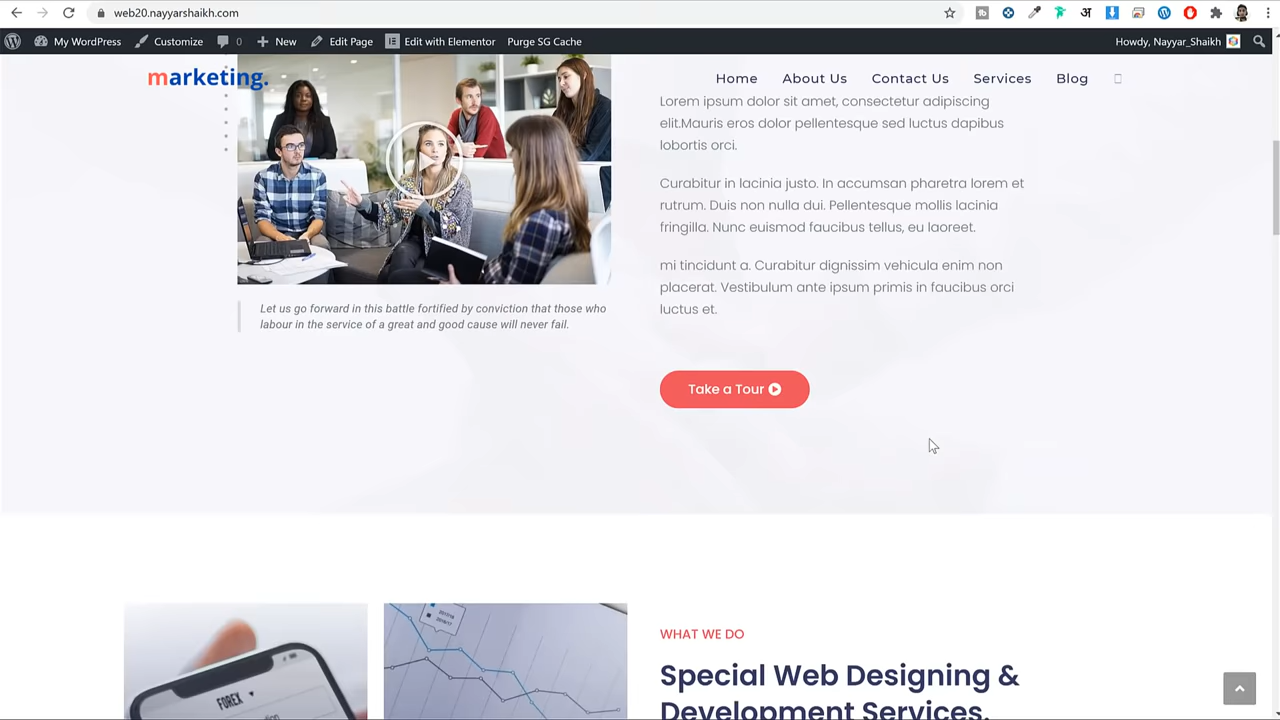 web20.nayyarshaikh.com
My WordPress
Customize
0
New
Edit Page
Edit with Elementor
Purge SG Cache
Howdy, Nayyar_Shaikh
marketing.
Home
About Us
Contact Us
Services
Blog
Lorem ipsum dolor sit amet, consectetur adipiscing
elit.Mauris eros dolor pellentesque sed luctus dapibus
lobortis orci.
Curabitur in lacinia justo. In accumsan pharetra lorem et
rutrum. Duis non nulla dui. Pellentesque mollis lacinia
fringilla. Nunc euismod faucibus tellus, eu laoreet.
mi tincidunt a. Curabitur dignissim vehicula enim non
placerat. Vestibulum ante ipsum primis in faucibus orci
luctus et.
Let us go forward in this battle fortified by conviction that those who
labour in the service of a great and good cause will never fail.
Take a Tour
WHAT WE DO
Special Web Designing &
Development Services.
FOREX